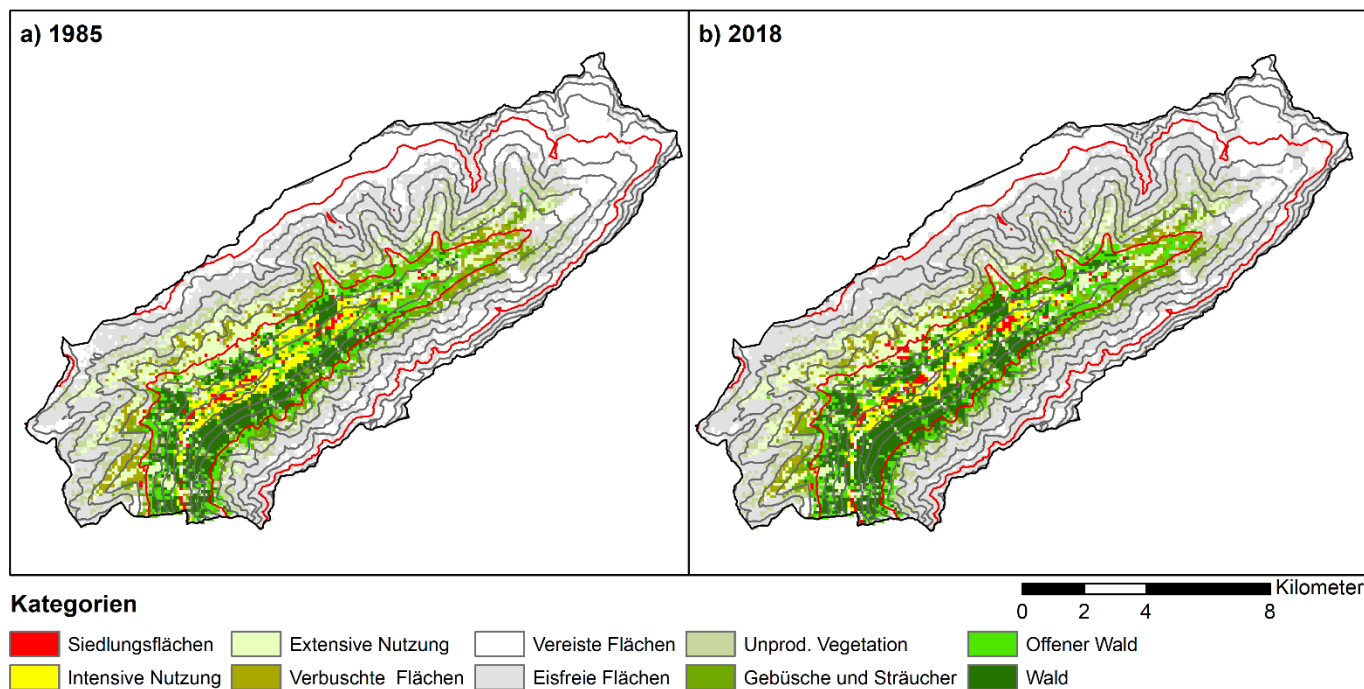 a) 1985
b) 2018
Kategorien
Kilometer
0 2 4 8
Siedlungsflächen
Extensive Nutzung
Vereiste Flächen
Unprod. Vegetation
Offener Wald
Intensive Nutzung
Verbuschte Flächen
Eisfreie Flächen
Gebüsche und Sträucher
Wald